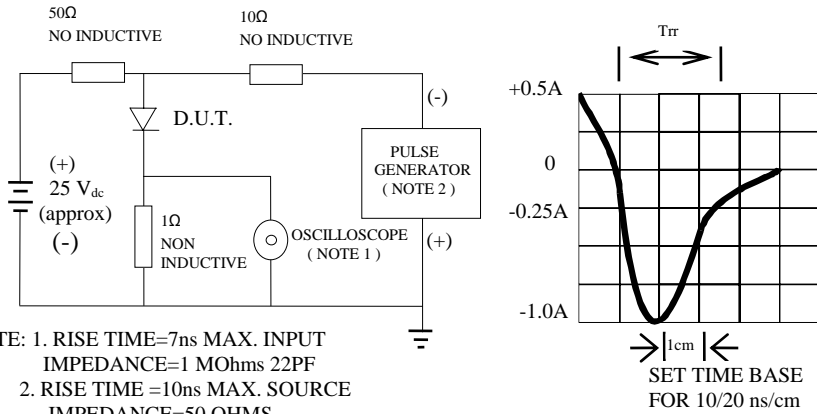 50Ω
NO INDUCTIVE
10Ω
NO INDUCTIVE
D.U.T.
(+)
25 Vdc
(approx)
(-)
1Ω
NON
INDUCTIVE
OSCILLOSCOPE
( NOTE 1 )
(-)
PULSE
GENERATOR
( NOTE 2 )
(+)
Trr
+0.5A
0
-0.25A
-1.0A
1cm
SET TIME BASE
FOR 10/20 ns/cm
TE: 1. RISE TIME=7ns MAX. INPUT
IMPEDANCE=1 MOhms 22PF
2. RISE TIME =10ns MAX. SOURCE
IMPEDANCE=50 OHMS